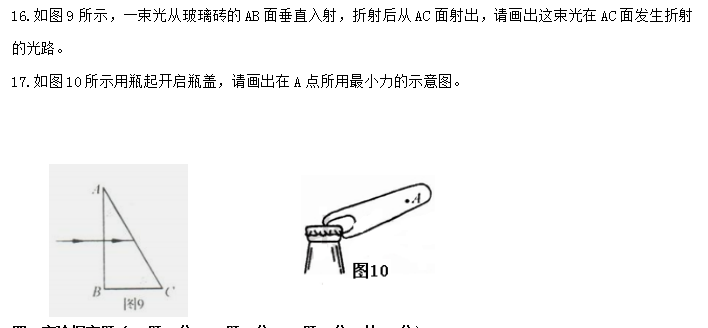 16.如图9所示，一束光从玻璃砖的AB面垂直入射，折射后从AC面射出，请画出这束光在AC面发生折射
的光路。
17.如图10所示用瓶起开启瓶盖，请画出在A点所用最小力的示意图。
A
A
B
C
图9
图10